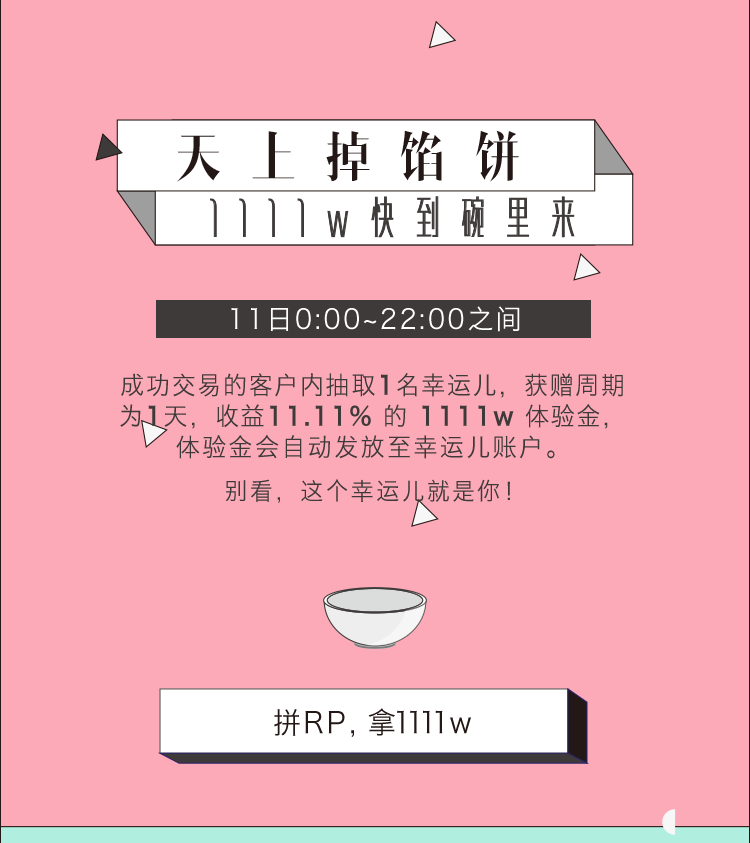 天上掉馅饼
1111w快到碗里来
11日0:00~22:00之间
成功交易的客户内抽取1名幸运儿，获赠周期
为1天，收益11.11% 的 1111w 体验金，
体验金会自动发放至幸运儿账户。
别看，这个幸运儿就是你！
拼RP, 拿1111w